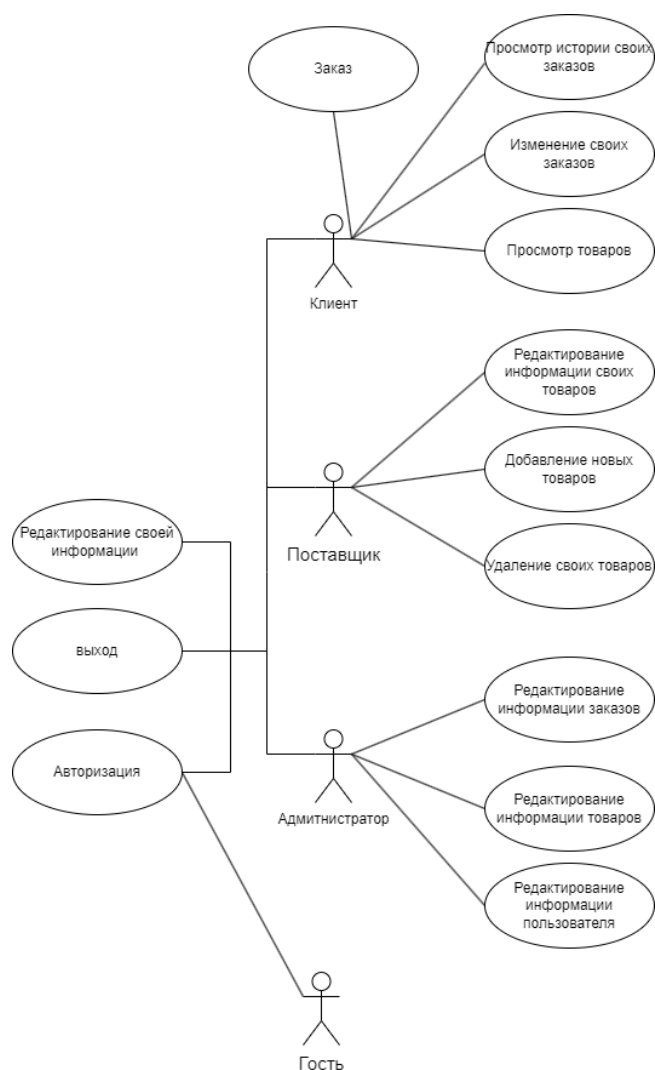 Заказ
Просмотр истории своих
заказов
Изменение своих
заказов
Просмотр товаров
Клиент
Редактирование
информации своих
товаров
Добавление новых
товаров
Удаление своих товаров
Поставщик
Редактирование своей
информации
выход
Авторизация
Редактирование
информации заказов
Редактирование
информации товаров
Редактирование
информации
пользователя
Адмитнистратор
Гость